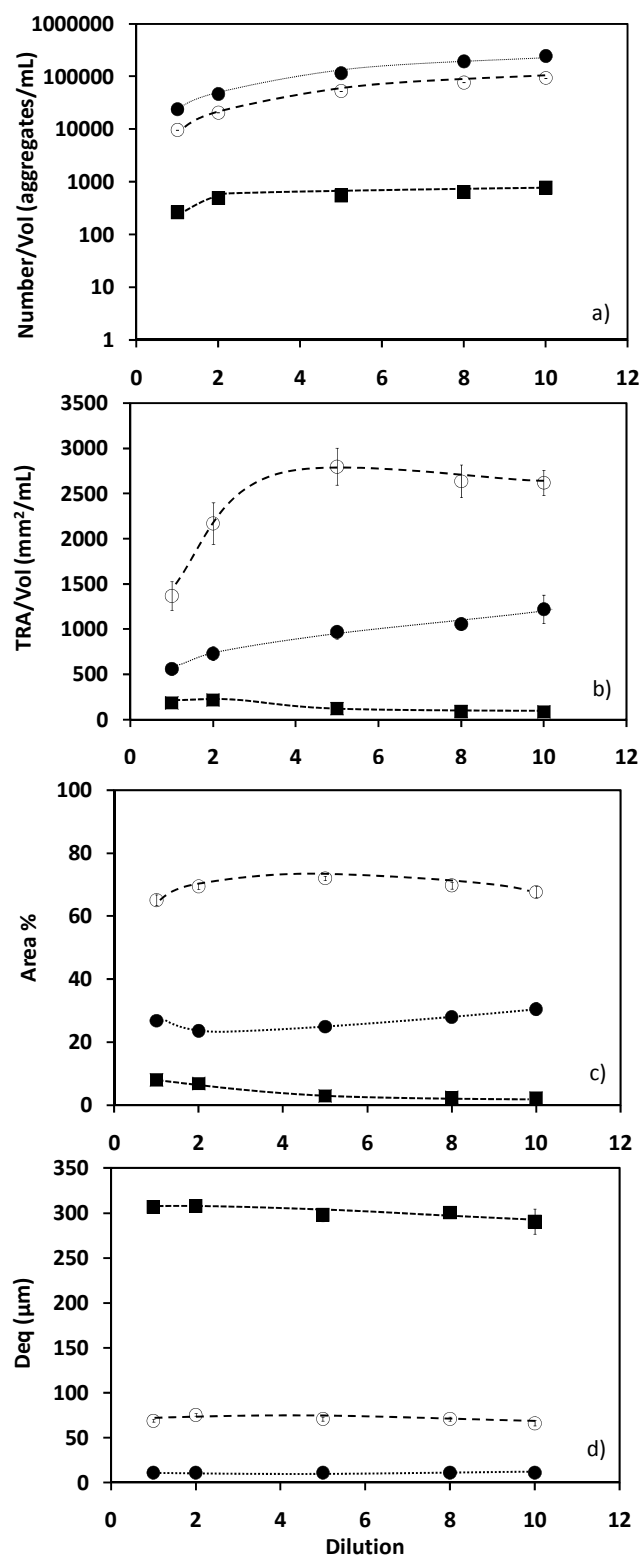 1000000
100000
10000
1000
100
10
1
Number/Vol (aggregates/mL)
a)
0 2 4 6 8 10 12
3500
3000
2500
2000
1500
1000
500
0
TRA/Vol (mm²/mL)
b)
0 2 4 6 8 10 12
100
80
60
40
20
0
Area %
c)
0 2 4 6 8 10 12
350
300
250
200
150
100
50
0
Deq (µm)
d)
0 2 4 6 8 10 12
Dilution